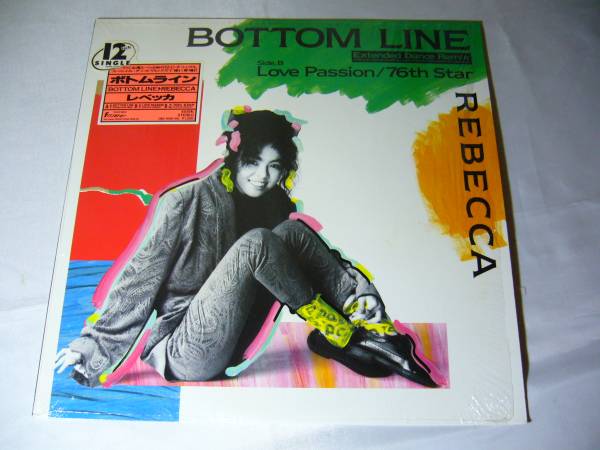 12 inch
SINGLE
BOTTOM LINE
Extended Dance Remix
Side.B
Love Passion/76th Star
ボトムライン
BOTTOM LINE•REBECCA
レベッカ
REBECCA